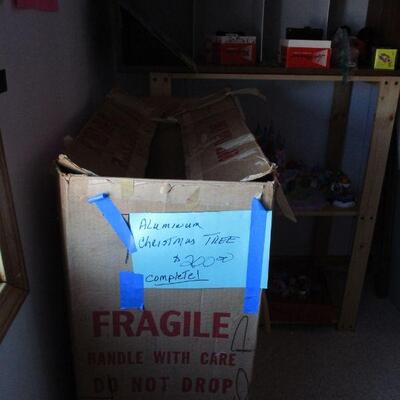 Aluminum
Christmas Tree
$200.00
complete!
FRAGILE
HANDLE WITH CARE
DO NOT DROP